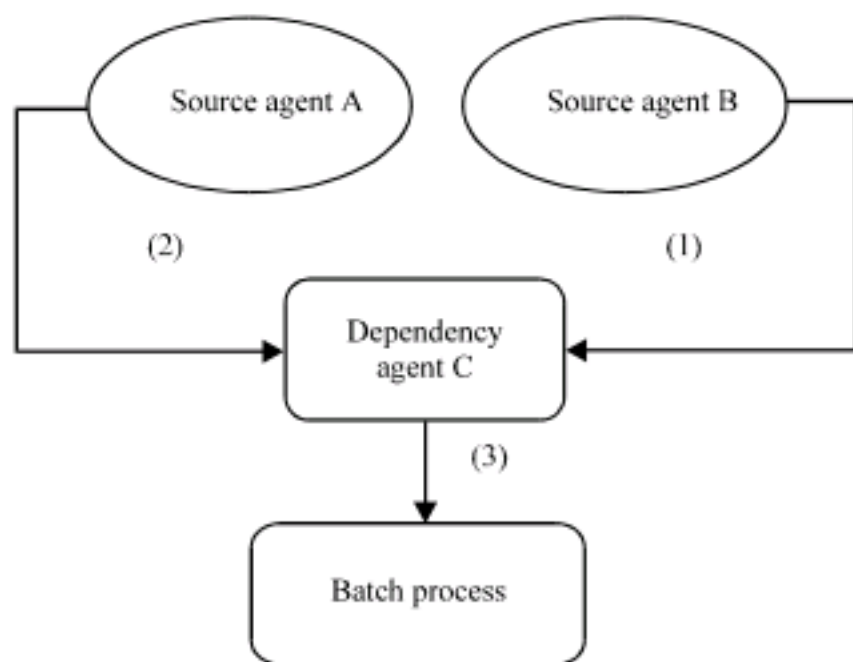 Source agent A
Source agent B
(2)
(1)
Dependency
agent C
(3)
Batch process